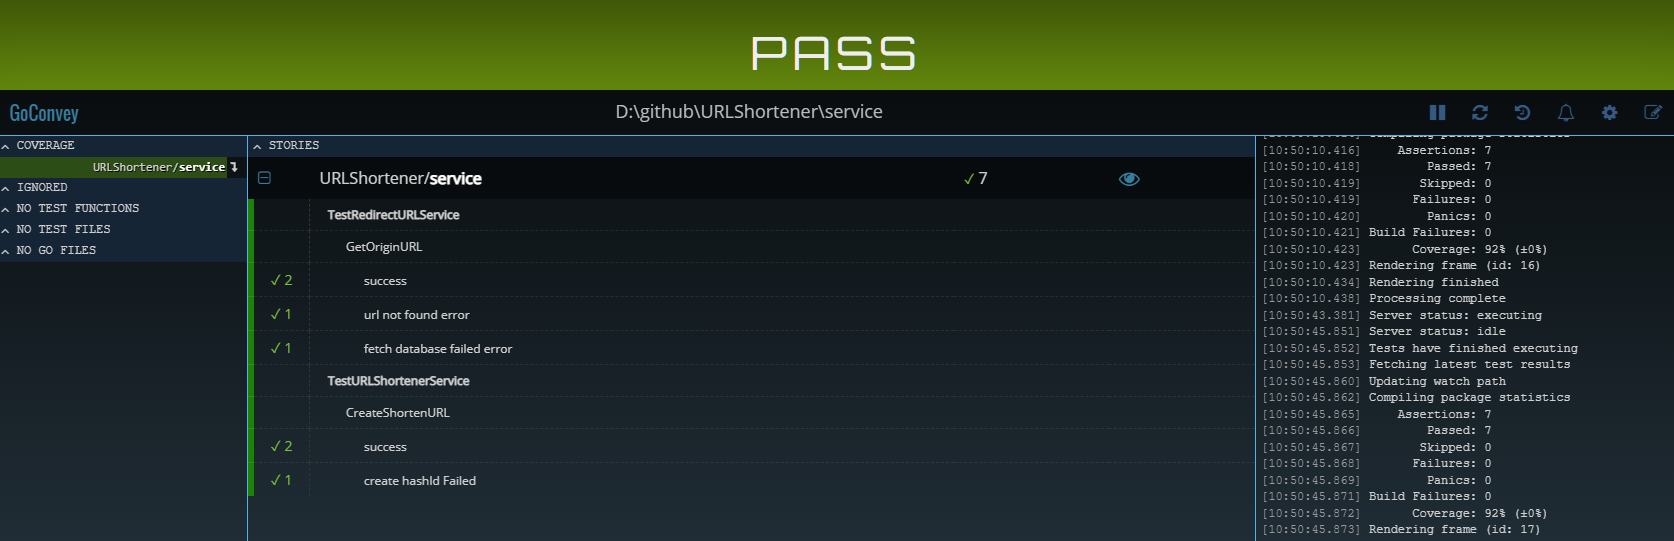 PASS
GoConvey
D:\github\URLShortener\service
COVERAGE
URLShortener/service
IGNORED
NO TEST FUNCTIONS
NO TEST FILES
NO GO FILES
STORIES
URLShortener/service ✓ 7
TestRedirectURLService
GetOriginURL
✓ 2 success
✓ 1 url not found error
✓ 1 fetch database failed error
TestURLShortenerService
CreateShortenURL
✓ 2 success
✓ 1 create hashId Failed
[10:50:10.416] Assertions: 7
[10:50:10.418] Passed: 7
[10:50:10.419] Skipped: 0
[10:50:10.419] Failures: 0
[10:50:10.420] Panics: 0
[10:50:10.421] Build Failures: 0
[10:50:10.423] Coverage: 92% (±0%)
[10:50:10.423] Rendering frame (id: 16)
[10:50:10.434] Rendering finished
[10:50:10.438] Processing complete
[10:50:43.381] Server status: executing
[10:50:45.851] Server status: idle
[10:50:45.852] Tests have finished executing
[10:50:45.853] Fetching latest test results
[10:50:45.860] Updating watch path
[10:50:45.862] Compiling package statistics
[10:50:45.865] Assertions: 7
[10:50:45.866] Passed: 7
[10:50:45.867] Skipped: 0
[10:50:45.868] Failures: 0
[10:50:45.869] Panics: 0
[10:50:45.871] Build Failures: 0
[10:50:45.872] Coverage: 92% (±0%)
[10:50:45.873] Rendering frame (id: 17)